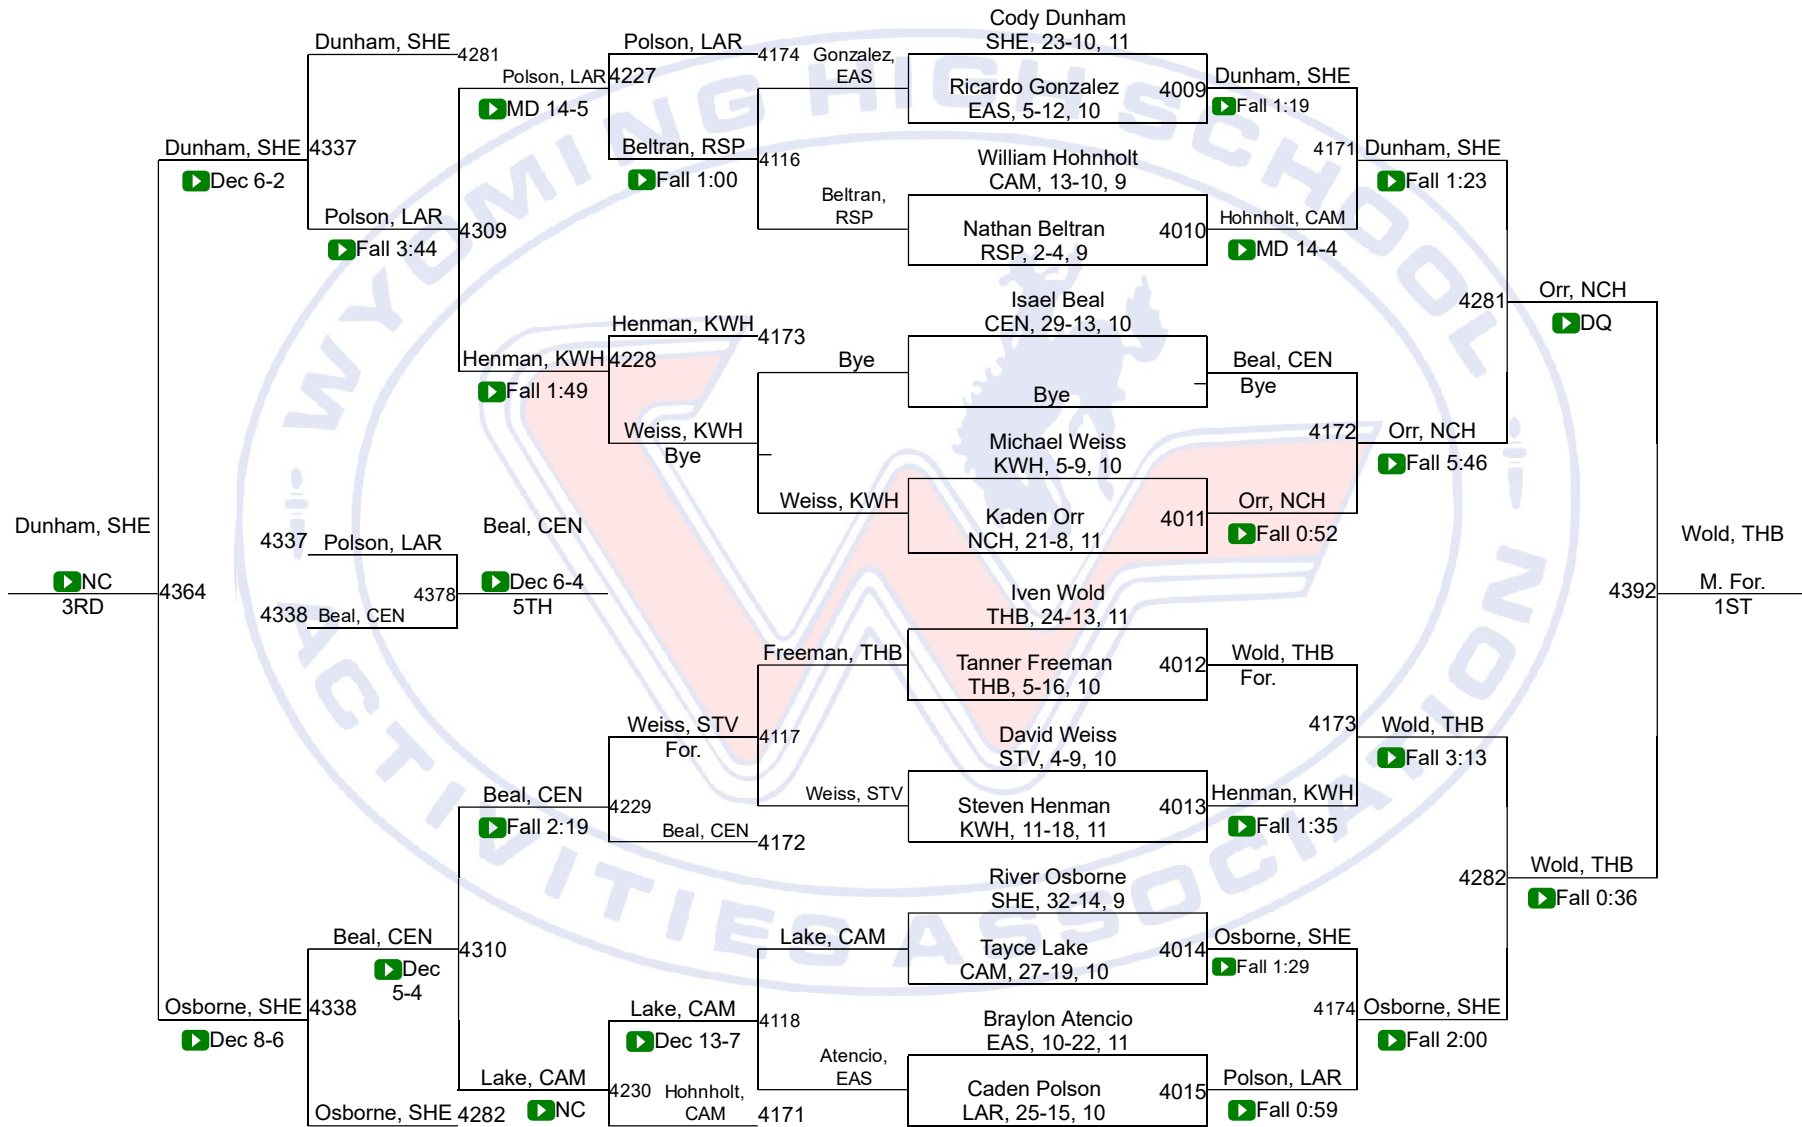 Cody Dunham
SHE, 23-10, 11
Dunham, SHE
4281
Polson, LAR
4174
Gonzalez,
EAS
Polson, LAR
4227
MD 14-5
Ricardo Gonzalez
EAS, 5-12, 10
4009
Dunham, SHE
Fall 1:19
Dunham, SHE
4337
Dec 6-2
Beltran, RSP
4116
Fall 1:00
William Hohnholt
CAM, 13-10, 9
4171
Dunham, SHE
Fall 1:23
Beltran,
RSP
Polson, LAR
4309
Fall 3:44
Nathan Beltran
RSP, 2-4, 9
4010
Hohnholt, CAM
MD 14-4
Isael Beal
CEN, 29-13, 10
4281
Orr, NCH
DQ
Henman, KWH
4173
Henman, KWH
4228
Fall 1:49
Bye
Bye
Beal, CEN
Bye
Weiss, KWH
Bye
Michael Weiss
KWH, 5-9, 10
4172
Orr, NCH
Fall 5:46
Weiss, KWH
Kaden Orr
NCH, 21-8, 11
4011
Orr, NCH
Fall 0:52
Dunham, SHE
NC
3RD
4364
4337
Polson, LAR
4338
Beal, CEN
4378
Beal, CEN
Dec 6-4
5TH
Wold, THB
4392
M. For.
1ST
Iven Wold
THB, 24-13, 11
Freeman, THB
Tanner Freeman
THB, 5-16, 10
4012
Wold, THB
For.
Weiss, STV
For.
4117
David Weiss
STV, 4-9, 10
4173
Wold, THB
Fall 3:13
Weiss, STV
Beal, CEN
Fall 2:19
4229
Beal, CEN
4172
Steven Henman
KWH, 11-18, 11
4013
Henman, KWH
Fall 1:35
River Osborne
SHE, 32-14, 9
4282
Wold, THB
Fall 0:36
Beal, CEN
4310
Dec
5-4
Lake, CAM
Tayce Lake
CAM, 27-19, 10
4014
Osborne, SHE
Fall 1:29
Osborne, SHE
4338
Dec 8-6
Lake, CAM
4118
Dec 13-7
Braylon Atencio
EAS, 10-22, 11
4174
Osborne, SHE
Fall 2:00
Atencio,
EAS
Lake, CAM
NC
4230
Hohnholt,
CAM
4171
Caden Polson
LAR, 25-15, 10
4015
Polson, LAR
Fall 0:59
Osborne, SHE
4282
WYOMING HIGH SCHOOL
ACTIVITIES ASSOCIATION